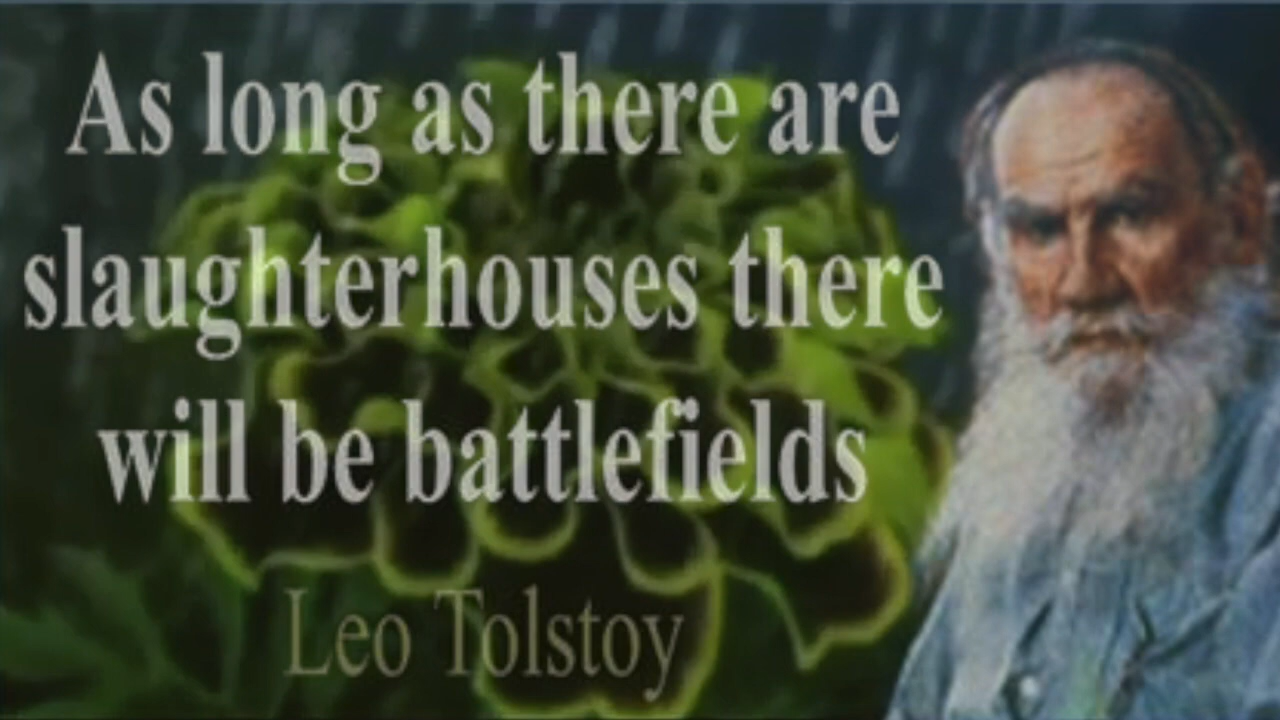 As long as there are
slaughterhouses there
will be battlefields
Leo Tolstoy